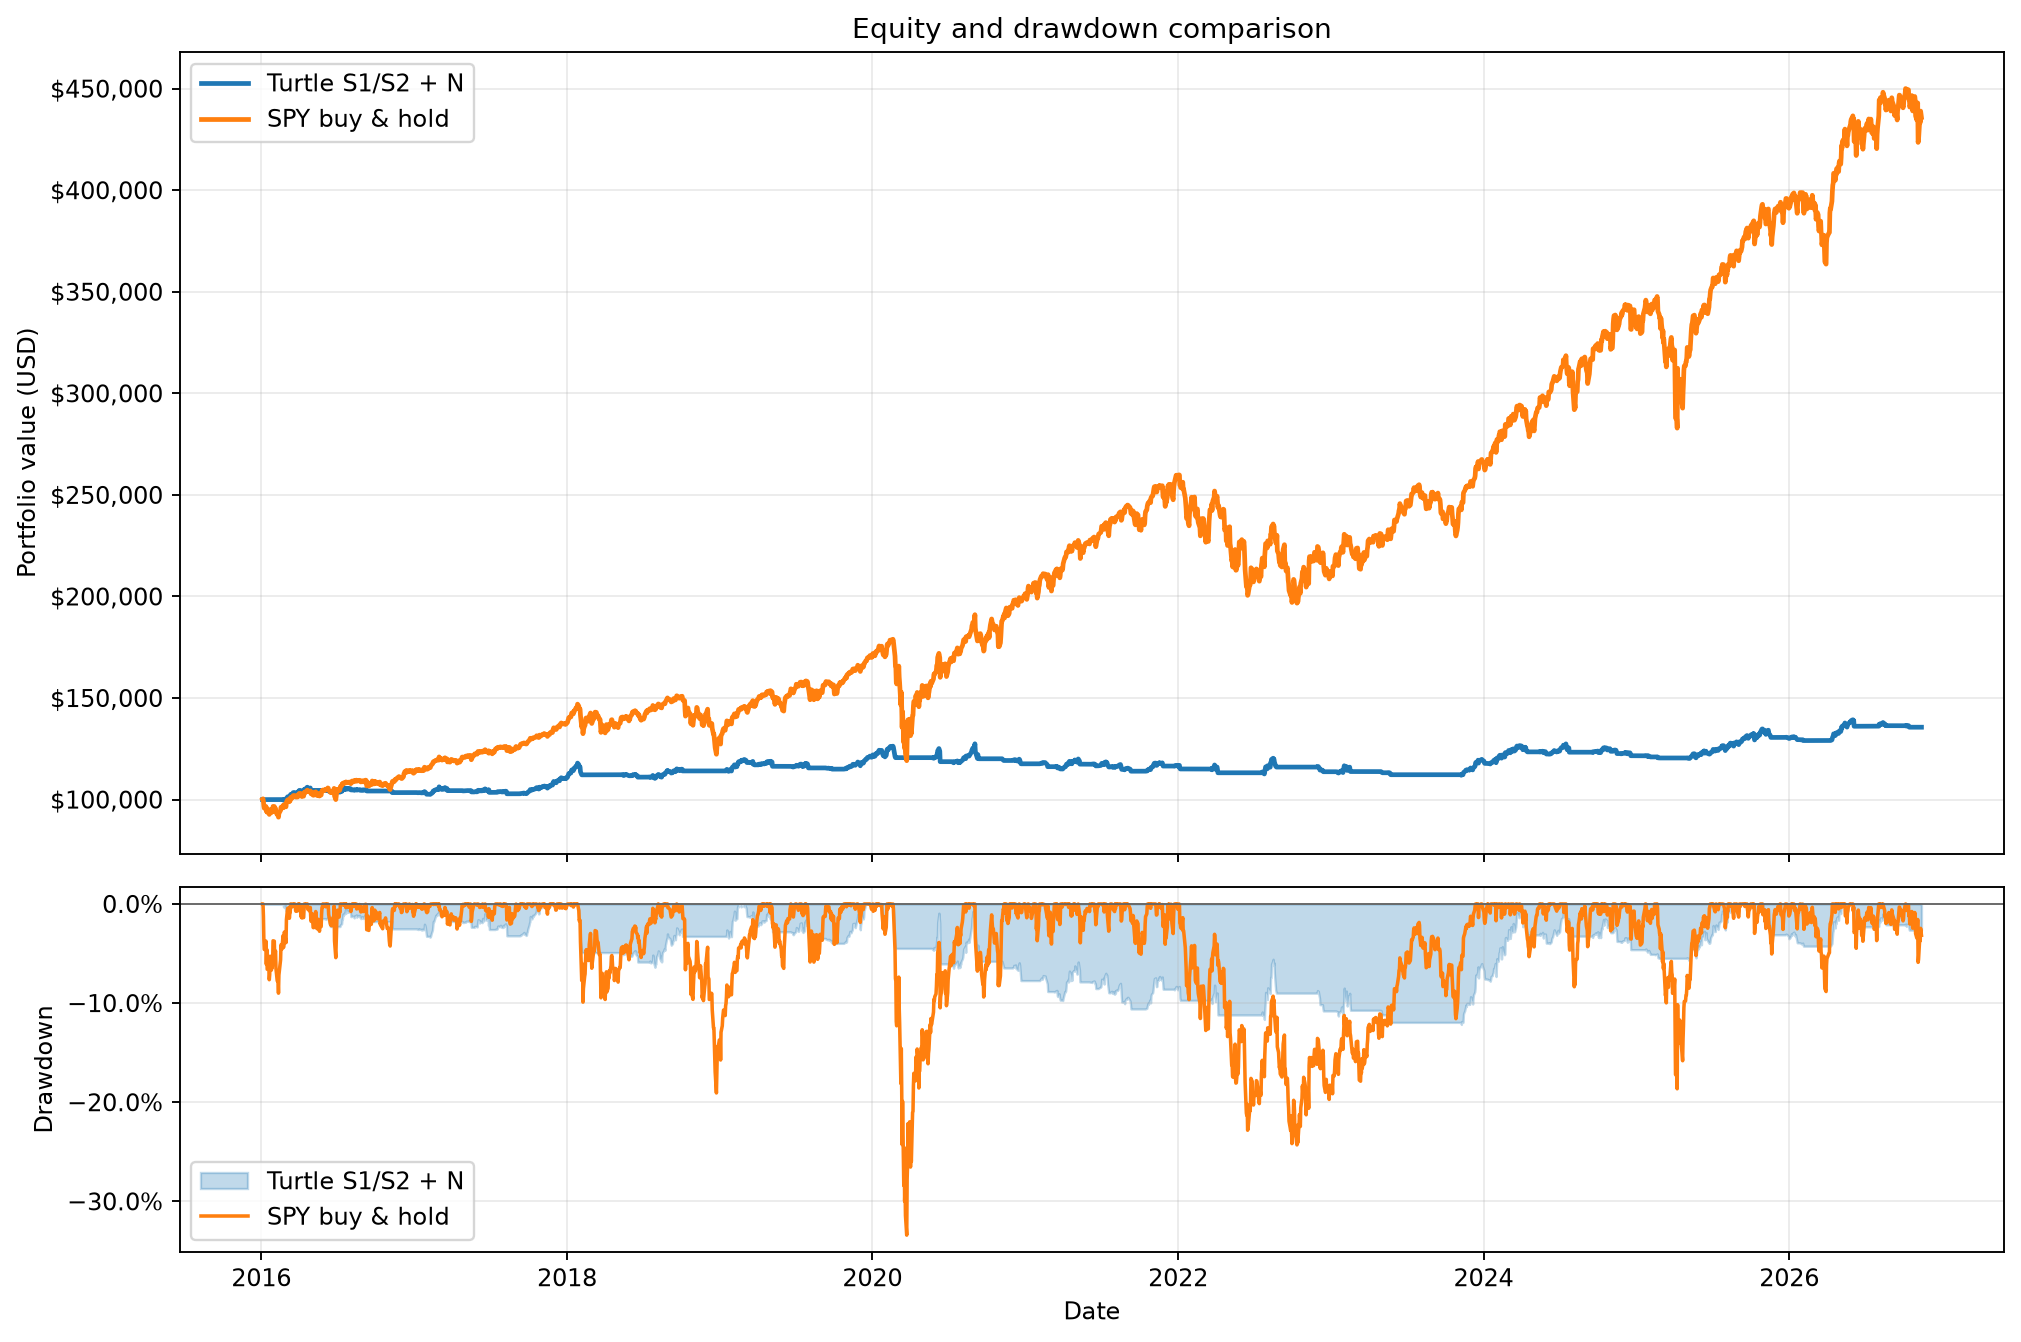 Equity and drawdown comparison
Turtle S1/S2 + N
SPY buy & hold
$450,000
$400,000
$350,000
$300,000
$250,000
$200,000
$150,000
$100,000
Portfolio value (USD)
0.0%
−10.0%
−20.0%
−30.0%
Drawdown
Turtle S1/S2 + N
SPY buy & hold
2016 2018 2020 2022 2024 2026
Date